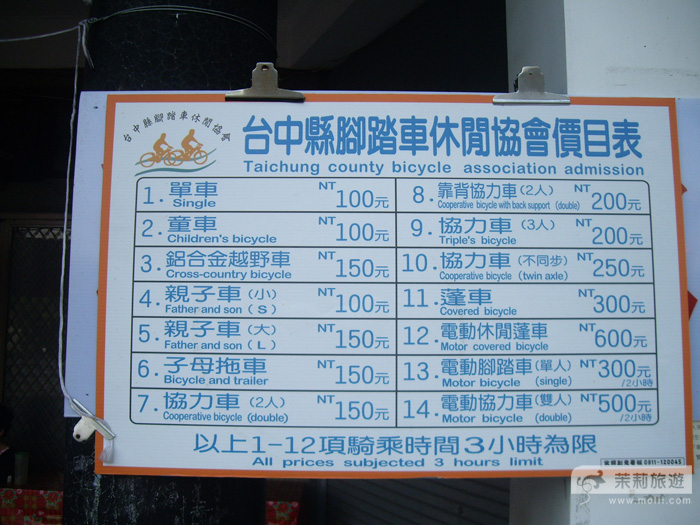 台中縣腳踏車休閒協會
台中縣腳踏車休閒協會價目表
Taichung county bicycle association admission
1. 單車 NT 100元
Single
2. 童車 NT 100元
Children's bicycle
3. 鋁合金越野車 NT 150元
Cross-country bicycle
4. 親子車(小) NT 100元
Father and son (S)
5. 親子車(大) NT 150元
Father and son (L)
6. 子母拖車 NT 150元
Bicycle and trailer
7. 協力車(2人) NT 150元
Cooperative bicycle (double)
8. 靠背協力車(2人) NT 200元
Cooperative bicycle with back support (double)
9. 協力車(3人) NT 200元
Triple's bicycle
10. 協力車(不同步) NT 250元
Cooperative bicycle (twin axle)
11. 蓬車 NT 300元
Covered bicycle
12. 電動休閒蓬車 NT 600元
Motor covered bicycle
13. 電動腳踏車(單人) NT 300元
Motor bicycle (single) /2小時
14. 電動協力車(雙人) NT 500元
Motor bicycle (double) /2小時
以上1-12項騎乘時間3小時為限
All prices subjected 3 hours limit
0911-120045
茉莉旅遊
www.molll.com